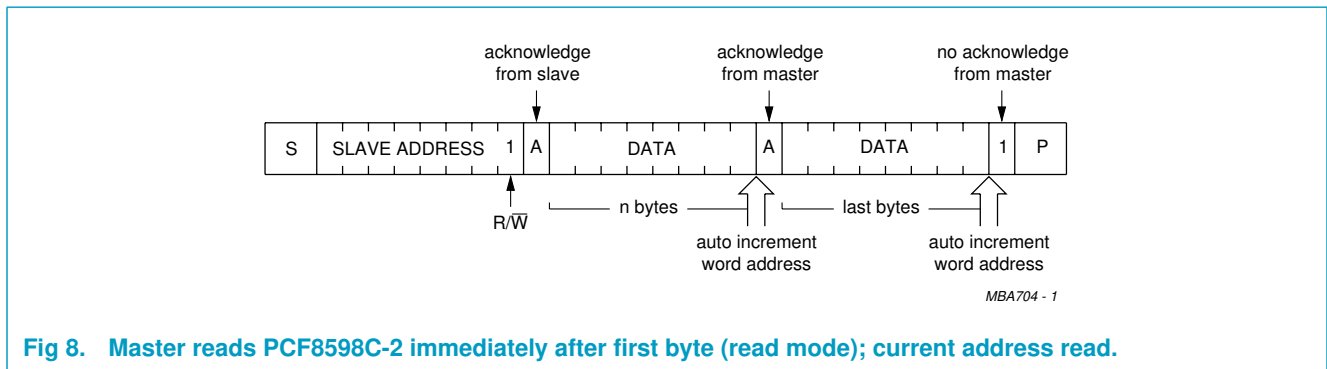 acknowledge
from slave
acknowledge
from master
no acknowledge
from master
S SLAVE ADDRESS 1 A DATA A DATA 1 P
R/W̅
n bytes
last bytes
auto increment
word address
auto increment
word address
MBA704 - 1
Fig 8. Master reads PCF8598C-2 immediately after first byte (read mode); current address read.